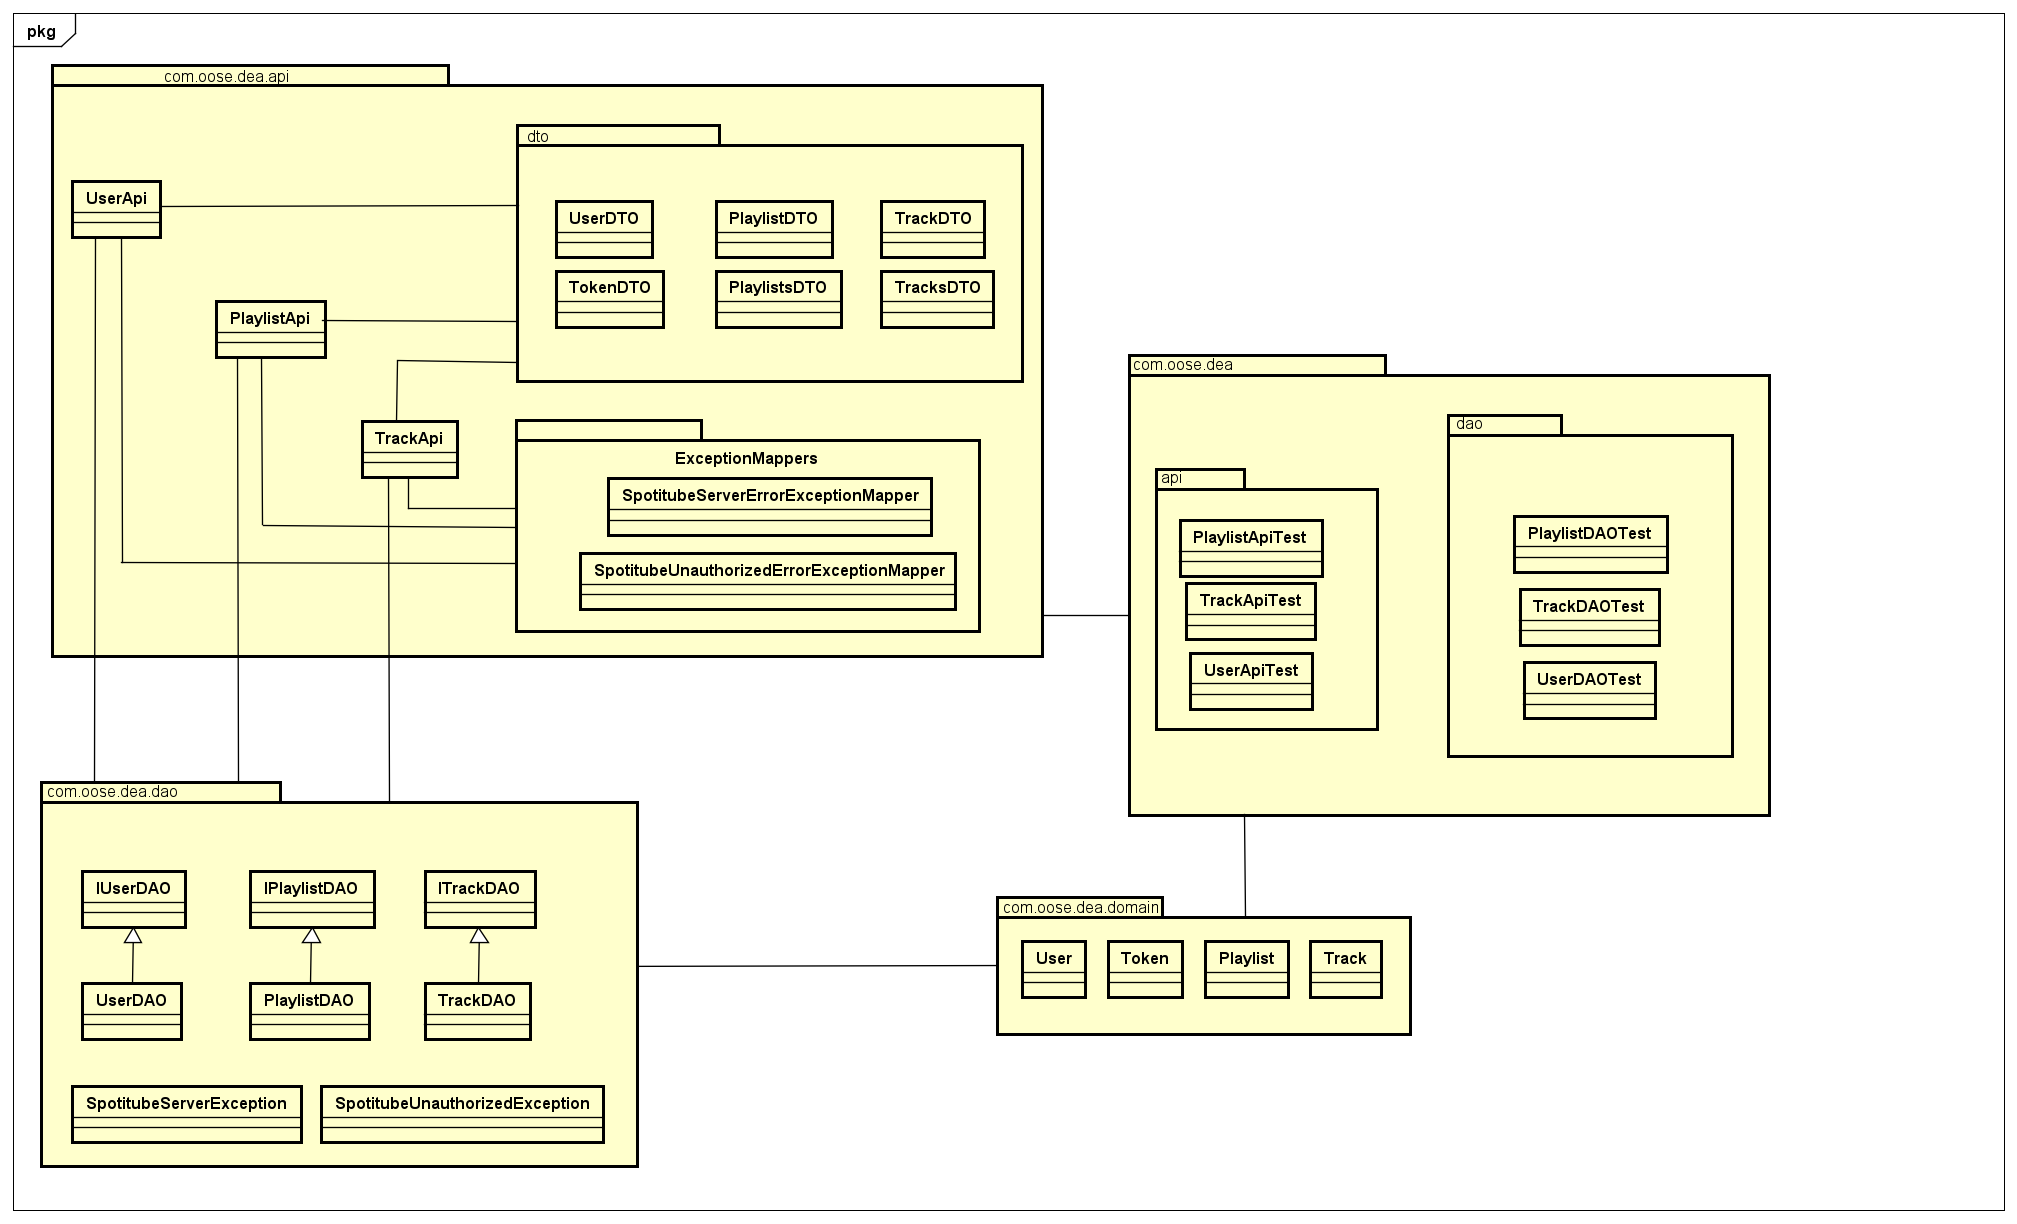 pkg
com.oose.dea.api
dto
UserApi
UserDTO
PlaylistDTO
TrackDTO
TokenDTO
PlaylistsDTO
TracksDTO
PlaylistApi
TrackApi
ExceptionMappers
SpotitubeServerErrorExceptionMapper
SpotitubeUnauthorizedErrorExceptionMapper
com.oose.dea
dao
api
PlaylistApiTest
TrackApiTest
UserApiTest
PlaylistDAOTest
TrackDAOTest
UserDAOTest
com.oose.dea.dao
IUserDAO
IPlaylistDAO
ITrackDAO
UserDAO
PlaylistDAO
TrackDAO
SpotitubeServerException
SpotitubeUnauthorizedException
com.oose.dea.domain
User
Token
Playlist
Track